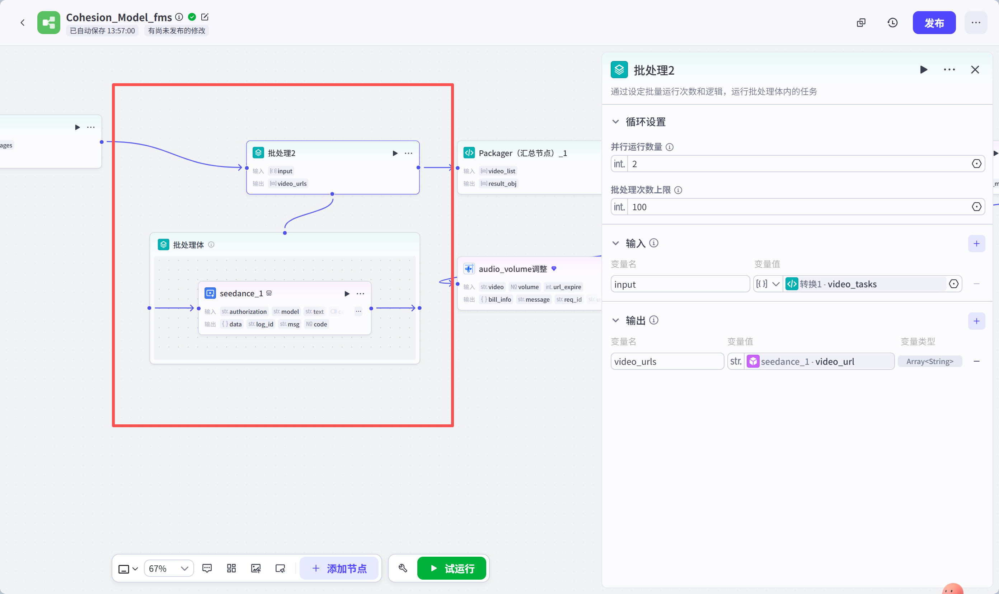 Cohesion_Model_fms
已自动保存 13:57:00 有尚未发布的修改
发布
ages
批处理2
输入 [{}] input
输出 [str.] video_urls
Packager（汇总节点）_1
输入 [str.] video_list
输出 [str.] result_obj
批处理体
seedance_1
输入 str. authorization str. model str. text ca ...
输出 { } data str. log_id str. msg № code
audio_volume调整
输入 str. video № volume int. url_expire
输出 { } bill_info str. message str. req_id str. ur
_m
批处理2
通过设定批量运行次数和逻辑，运行批处理体内的任务
循环设置
并行运行数量
int. 2
批处理次数上限
int. 100
输入
变量名 变量值
input [{ }] 转换1 - video_tasks
输出
变量名 变量值 变量类型
video_urls str. seedance_1 - video_url Array<String>
67% 添加节点 试运行